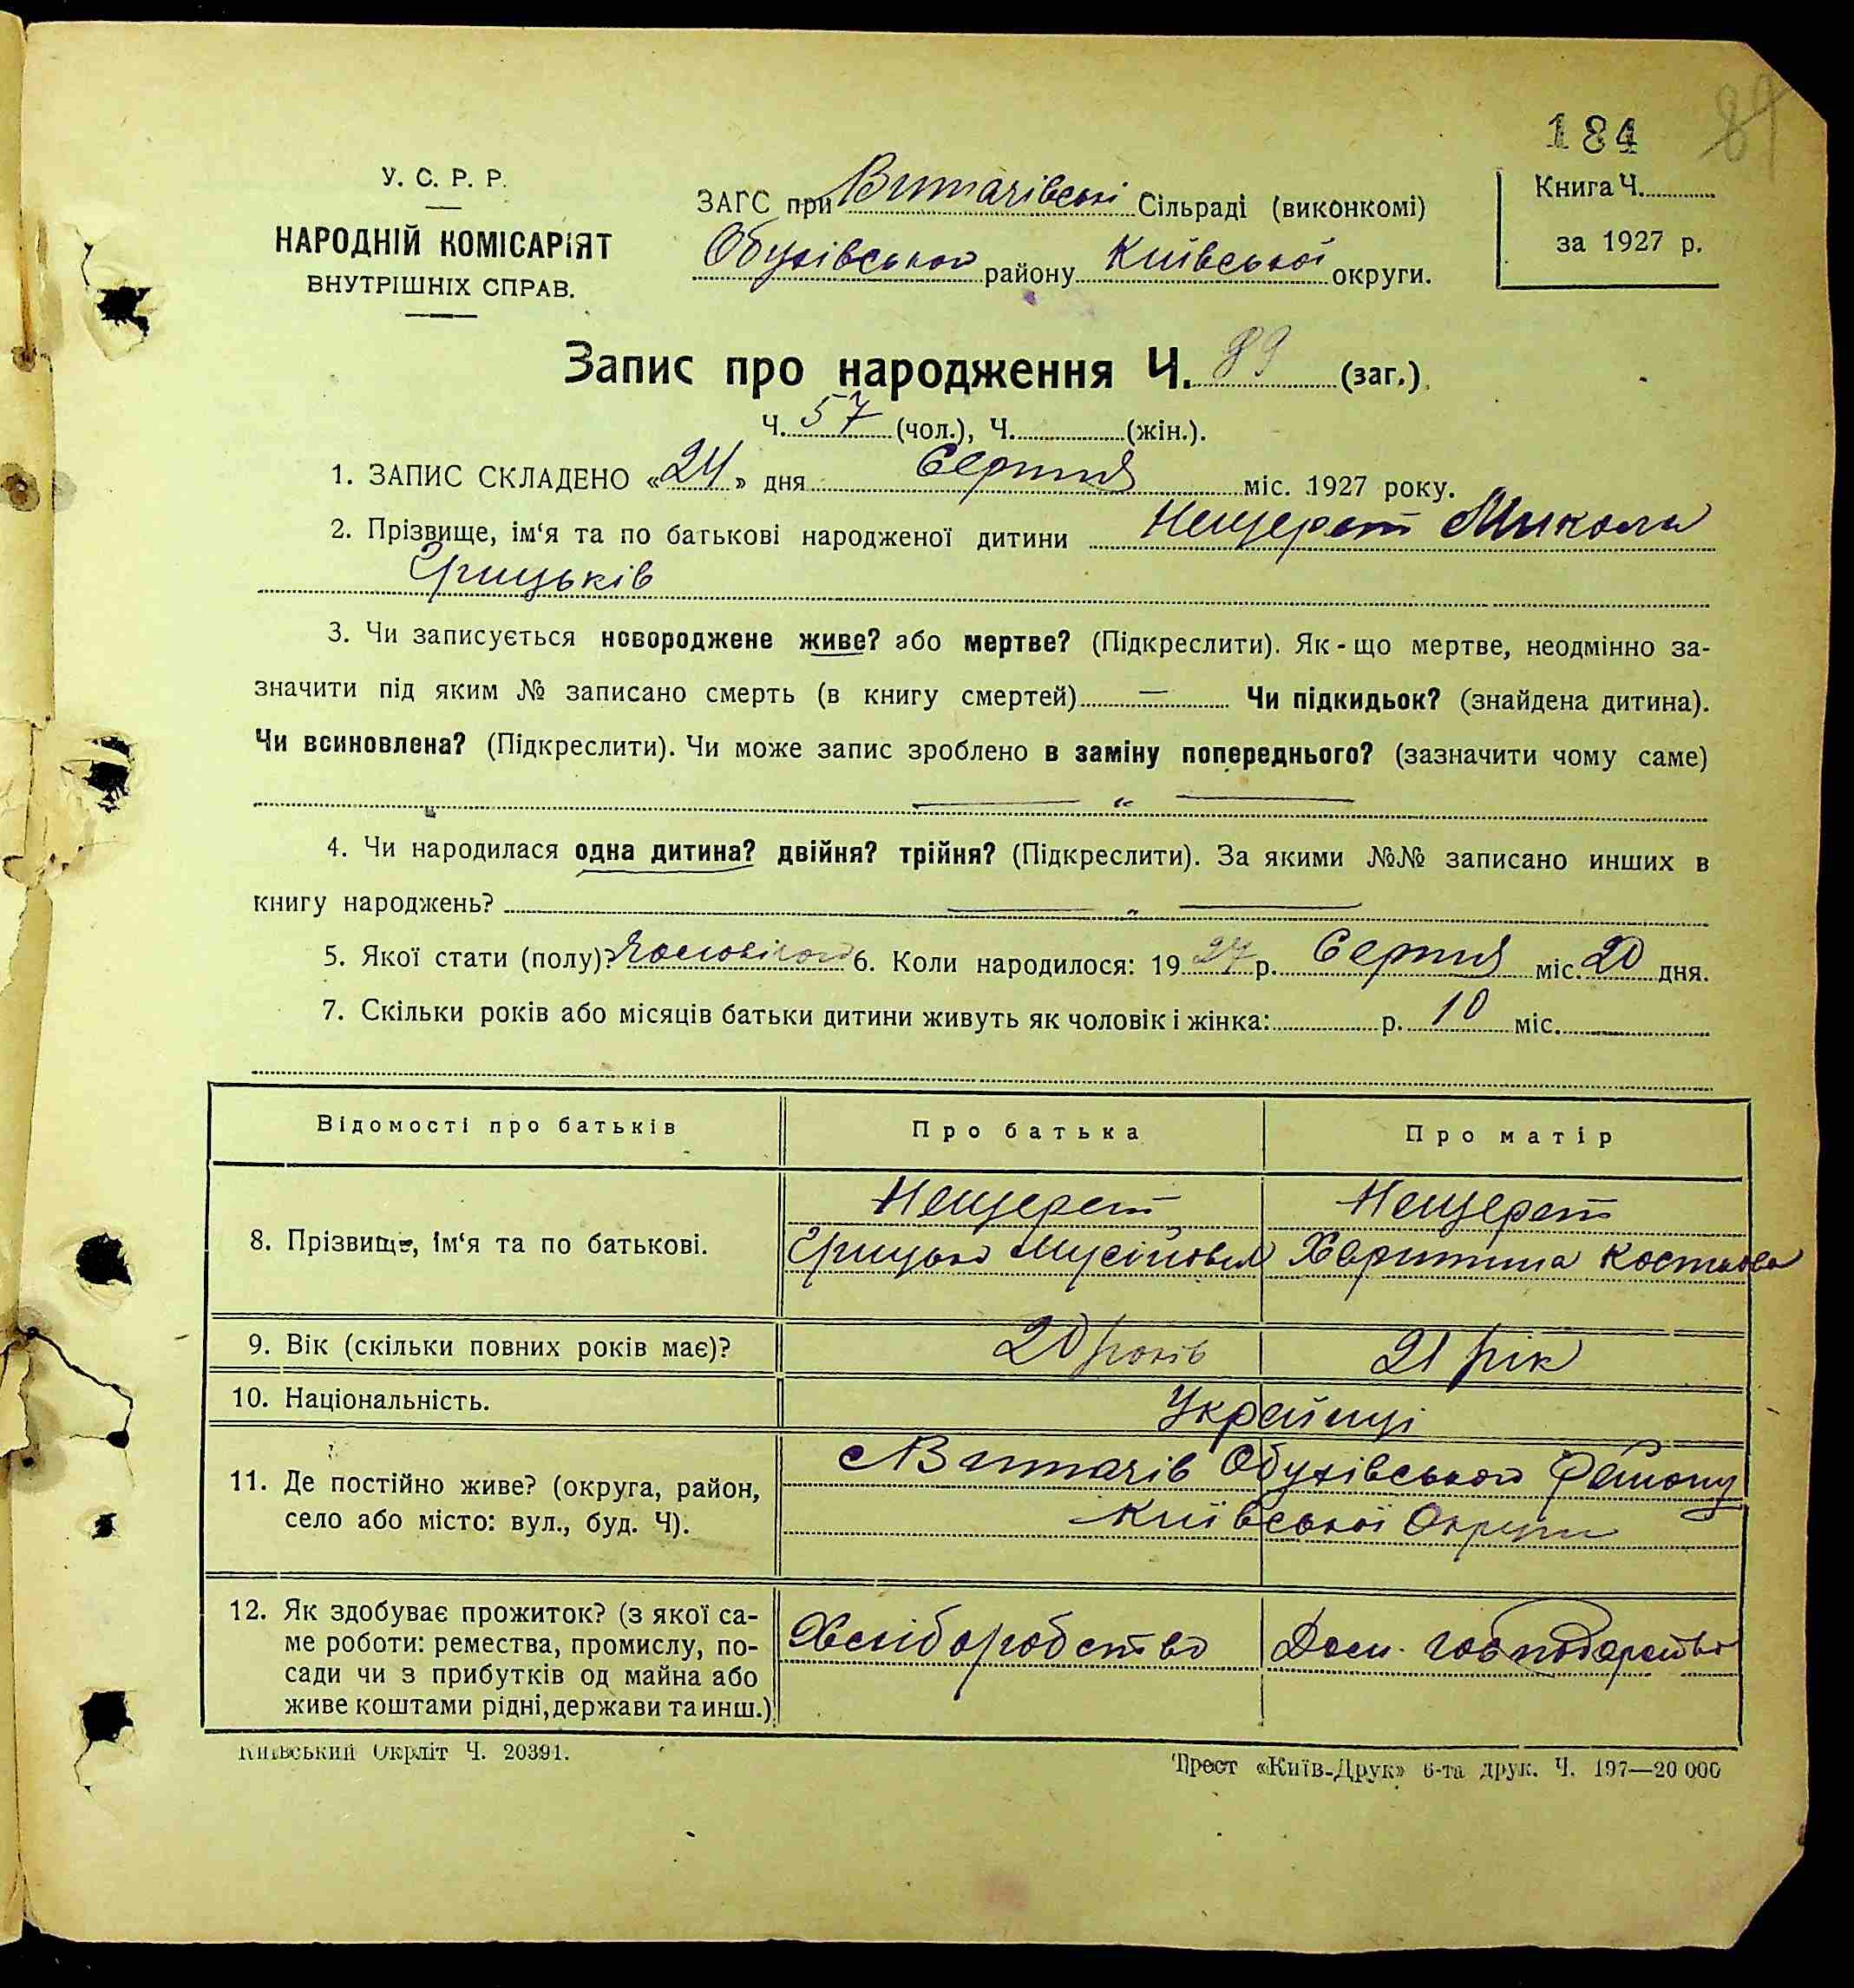 184 89
У. С. Р. Р.
НАРОДНІЙ КОМІСАРІЯТ
ВНУТРІШНІХ СПРАВ.
ЗАГС при Витачівські Сільраді (виконкомі)
Обухівського району Київської округи.
Книга Ч.
за 1927 р.
Запис про народження Ч. 89 (заг.).
Ч. 57 (чол.), Ч. (жін.).
1. ЗАПИС СКЛАДЕНО «24» дня Серпня міс. 1927 року.
2. Прізвище, ім‘я та по батькові народженої дитини Нещерет Микола
Грицьків
3. Чи записується новороджене живе? або мертве? (Підкреслити). Як-що мертве, неодмінно за-
значити під яким № записано смерть (в книгу смертей) — Чи підкидьок? (знайдена дитина).
Чи всиновлена? (Підкреслити). Чи може запис зроблено в заміну попереднього? (зазначити чому саме)
— „ —
4. Чи народилася одна дитина? двійня? трійня? (Підкреслити). За якими №№ записано инших в
книгу народжень? — „ —
5. Якої стати (полу)? Чоловічого 6. Коли народилося: 1927 р. Серпня міс. 20 дня.
7. Скільки років або місяців батьки дитини живуть як чоловік і жінка: р. 10 міс.
Відомості про батьків Про батька Про матір
8. Прізвище, ім‘я та по батькові. Нещерет Нещерет
Грицько Мусійович Харитина Костьова
9. Вік (скільки повних років має)? 20 років 21 рік
10. Національність. Українці
11. Де постійно живе? (округа, район,
село або місто: вул., буд. Ч).
с Витачів Обухівського Району
Київської Округи
12. Як здобуває прожиток? (з якої са-
ме роботи: ремества, промислу, по-
сади чи з прибутків од майна або
живе коштами рідні, держави та инш.)
Хліборобство Дом. господарство
Київський Окрліт Ч. 20391.
Трест «Київ-Друк» 6-та друк. Ч. 197—20 000